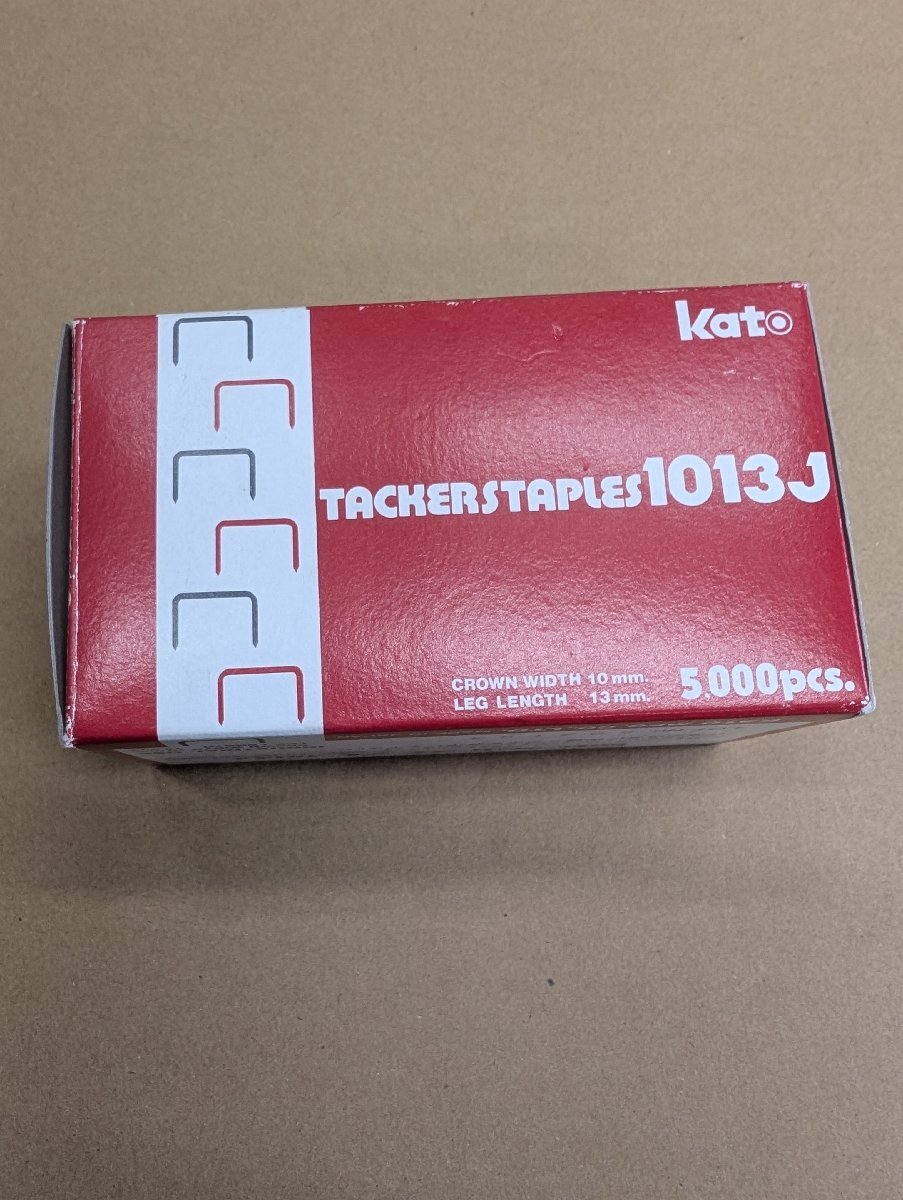 kato
TACKERSTAPLES1013J
CROWN WIDTH 10 mm.
LEG LENGTH 13 mm.
5,000pcs.